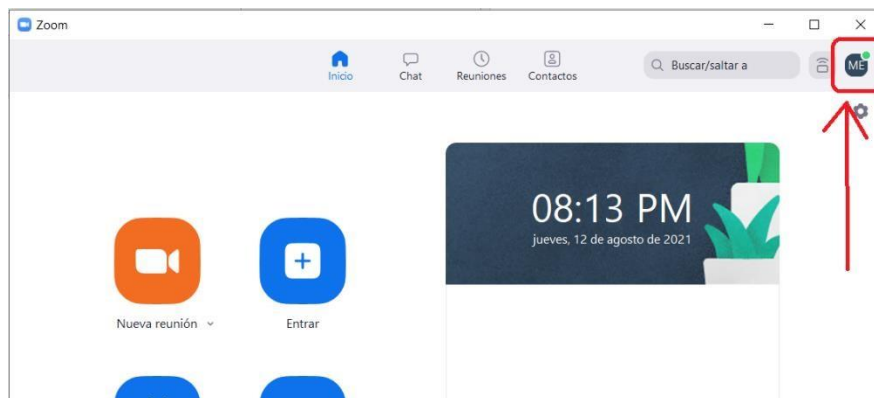 Zoom
Inicio
Chat
Reuniones
Contactos
Buscar/saltar a
ME
08:13 PM
jueves, 12 de agosto de 2021
Nueva reunión
Entrar